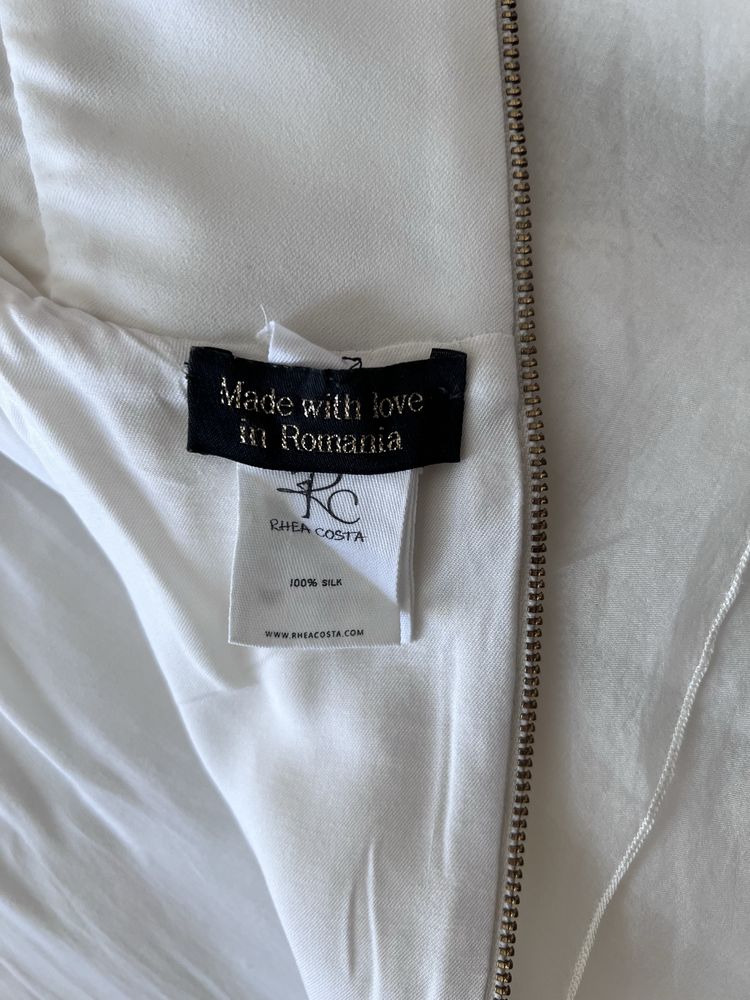 Made with love
in Romania
RC
RHEA COSTA
100% SILK
WWW.RHEACOSTA.COM